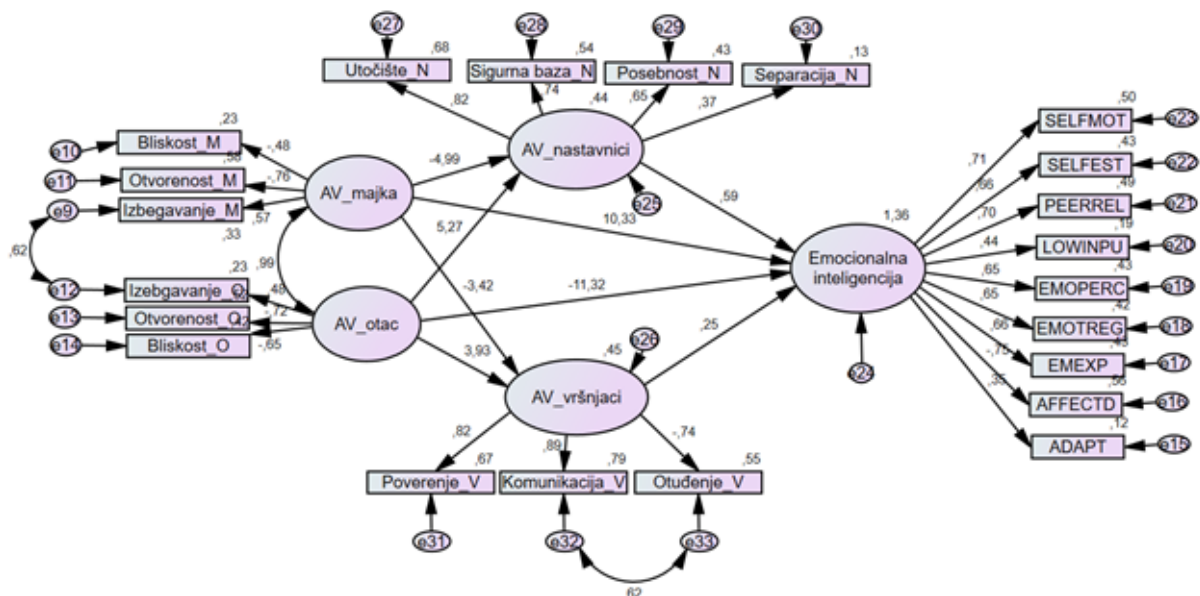 e27
e28
e29
e30
,68
,54
,43
,13
Utočište_N
Sigurna baza_N
Posebnost_N
Separacija_N
,82
,74
,65
,37
,44
AV_nastavnici
e25
,23
e10
Bliskost_M
-,48
,58
e11
Otvorenost_M
-,76
e9
Izbegavanje_M
,57
,33
AV_majka
-4,99
5,27
10,33
,59
,62
,99
,23
e12
Izebgavanje_O
,48
e13
Otvorenost_O
-,72
,42
e14
Bliskost_O
-,65
AV_otac
-3,42
-11,32
3,93
,25
,45
e26
AV_vršnjaci
,82
,89
-,74
,67
,79
,55
Poverenje_V
Komunikacija_V
Otuđenje_V
e31
e32
e33
,62
1,36
Emocionalna
inteligencija
e24
,50
,71
SELFMOT
e23
,43
,66
SELFEST
e22
,49
,70
PEERREL
e21
,19
,44
LOWINPU
e20
,43
,65
EMOPERC
e19
,42
,65
EMOTREG
e18
,43
,66
EMEXP
e17
,56
-,75
AFFECTD
e16
,12
,35
ADAPT
e15